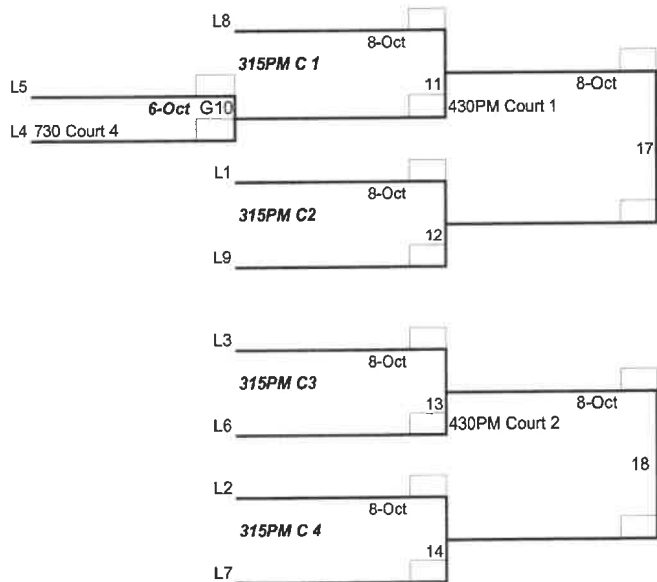 L8
8-Oct
315PM C 1
8-Oct
L5
11
6-Oct G10
430PM Court 1
L4 730 Court 4
17
L1
8-Oct
315PM C2
12
L9
L3
8-Oct
315PM C3
8-Oct
13
430PM Court 2
L6
18
L2
8-Oct
315PM C 4
14
L7